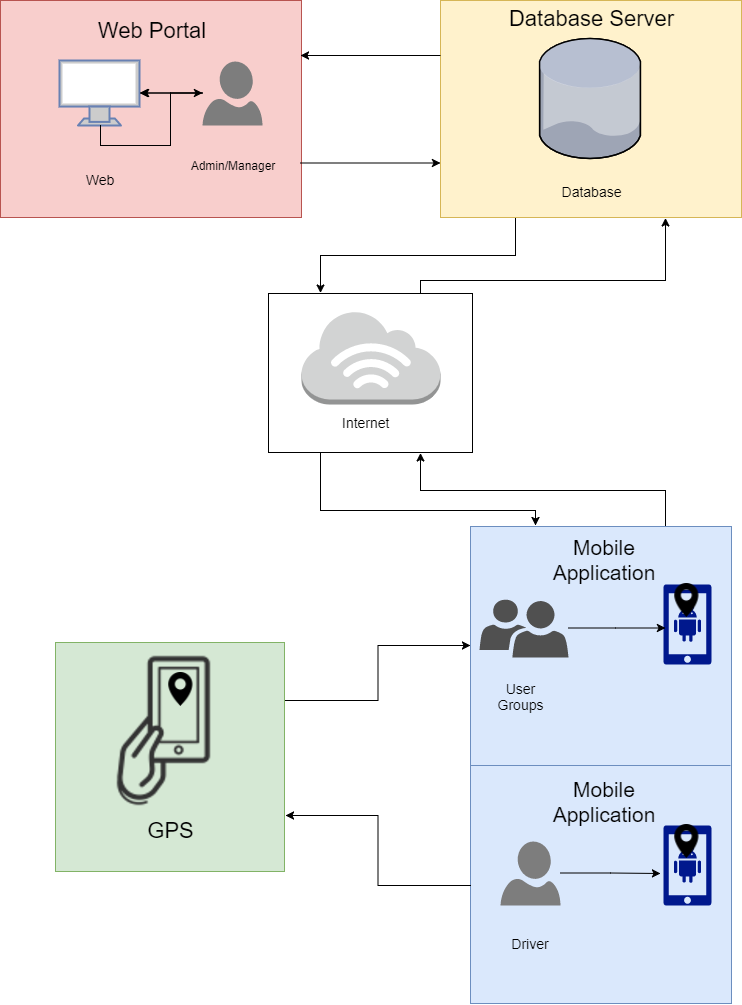 Web Portal
Web
Admin/Manager
Database Server
Database
Internet
Mobile
Application
User
Groups
GPS
Mobile
Application
Driver